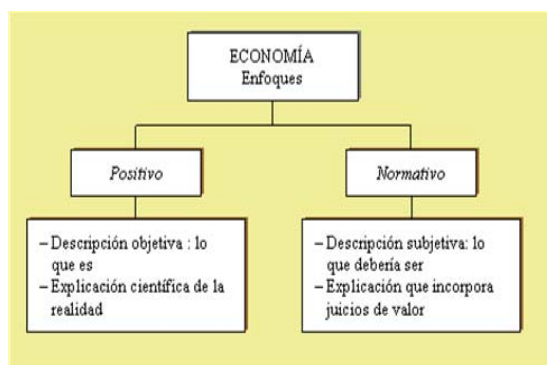 ECONOMÍA
Enfoques
Positivo
Normativo
– Descripción objetiva : lo
que es
– Explicación científica de la
realidad
– Descripción subjetiva: lo
que debería ser
– Explicación que incorpora
juicios de valor